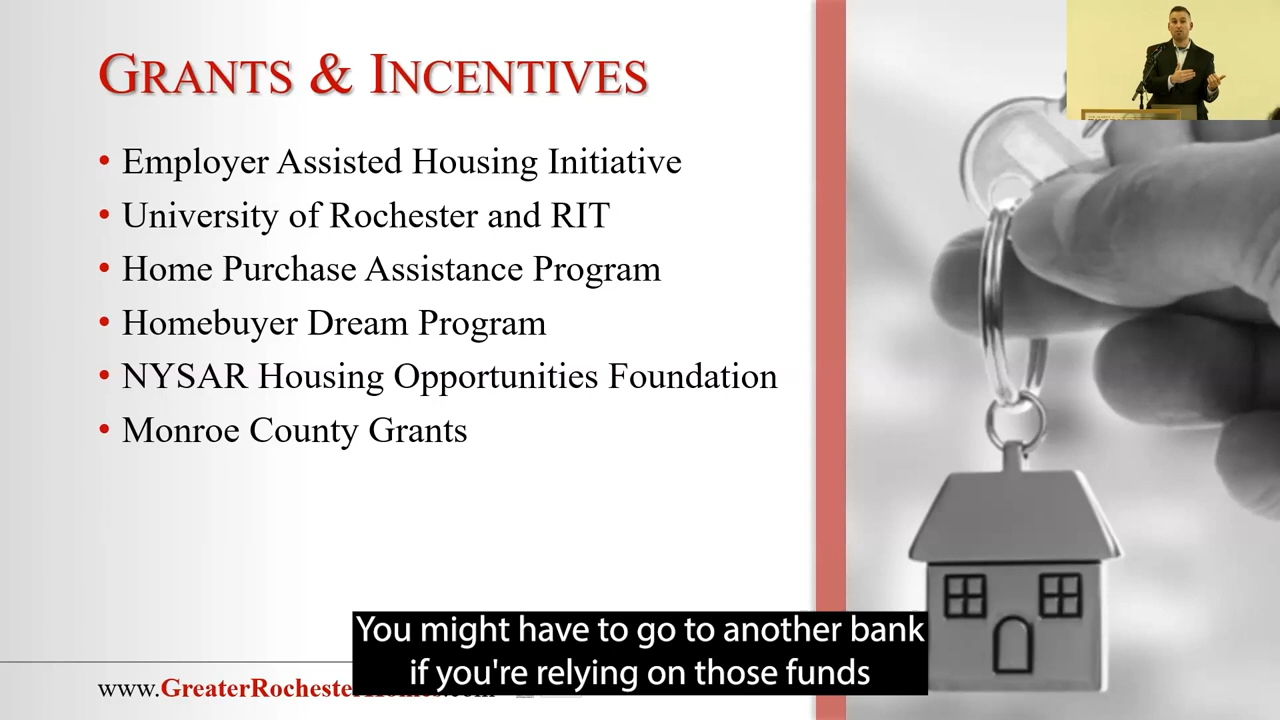 GRANTS & INCENTIVES
• Employer Assisted Housing Initiative
• University of Rochester and RIT
• Home Purchase Assistance Program
• Homebuyer Dream Program
• NYSAR Housing Opportunities Foundation
• Monroe County Grants
You might have to go to another bank
if you're relying on those funds
www.GreaterRochesterHomes.com